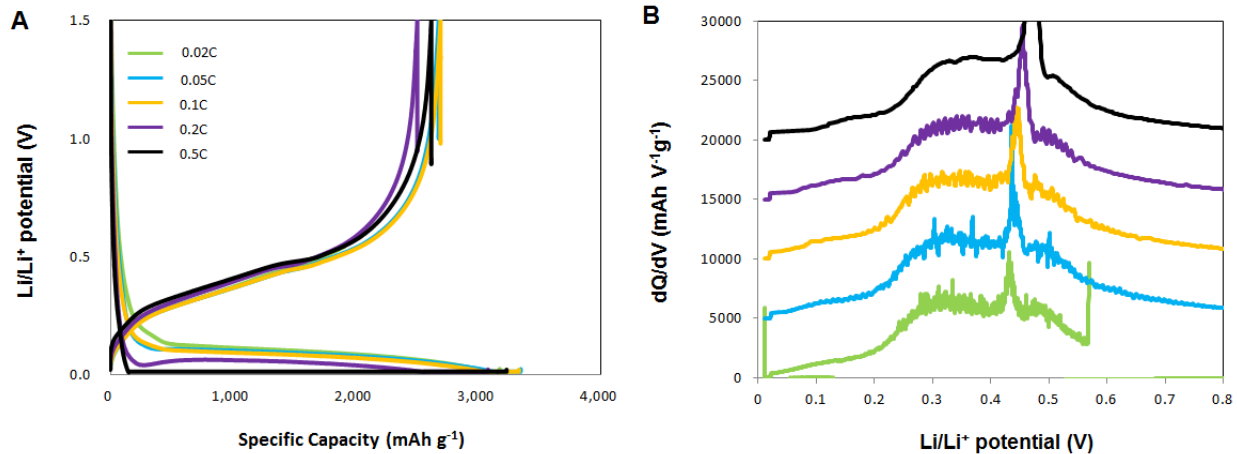 A
Li/Li⁺ potential (V)
1.5
1.0
0.5
0.0
0.02C
0.05C
0.1C
0.2C
0.5C
0
1,000
2,000
3,000
4,000
Specific Capacity (mAh g⁻¹)
B
dQ/dV (mAh V⁻¹g⁻¹)
30000
25000
20000
15000
10000
5000
0
0
0.1
0.2
0.3
0.4
0.5
0.6
0.7
0.8
Li/Li⁺ potential (V)